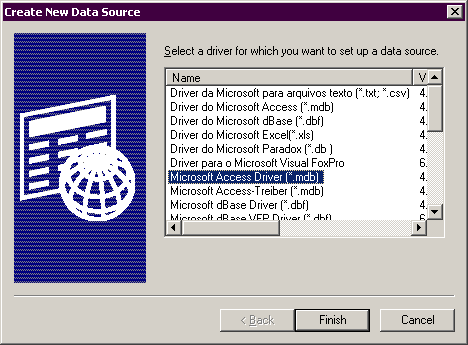 Create New Data Source
Select a driver for which you want to set up a data source.
Name V
Driver da Microsoft para arquivos texto (*.txt; *.csv) 4.
Driver do Microsoft Access (*.mdb) 4.
Driver do Microsoft dBase (*.dbf) 4.
Driver do Microsoft Excel(*.xls) 4.
Driver do Microsoft Paradox (*.db ) 4.
Driver para o Microsoft Visual FoxPro 6.
Microsoft Access Driver (*.mdb) 4.
Microsoft Access-Treiber (*.mdb) 4.
Microsoft dBase Driver (*.dbf) 4.
Microsoft dBase VFP Driver (*.dbf) 6.
< Back
Finish
Cancel